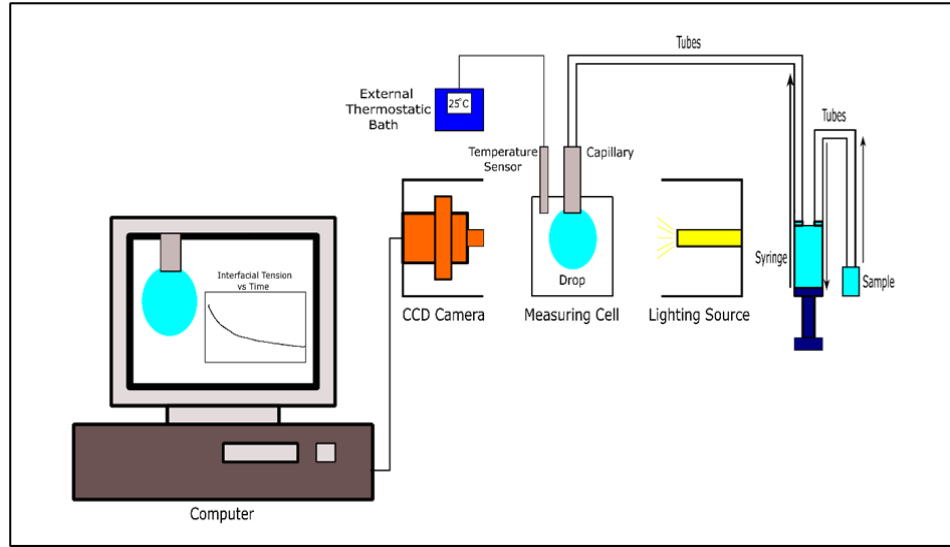 Tubes
External
Thermostatic
Bath
25°C
Tubes
Temperature
Sensor
Capillary
Interfacial Tension
vs Time
Drop
Syringe
Sample
CCD Camera
Measuring Cell
Lighting Source
Computer